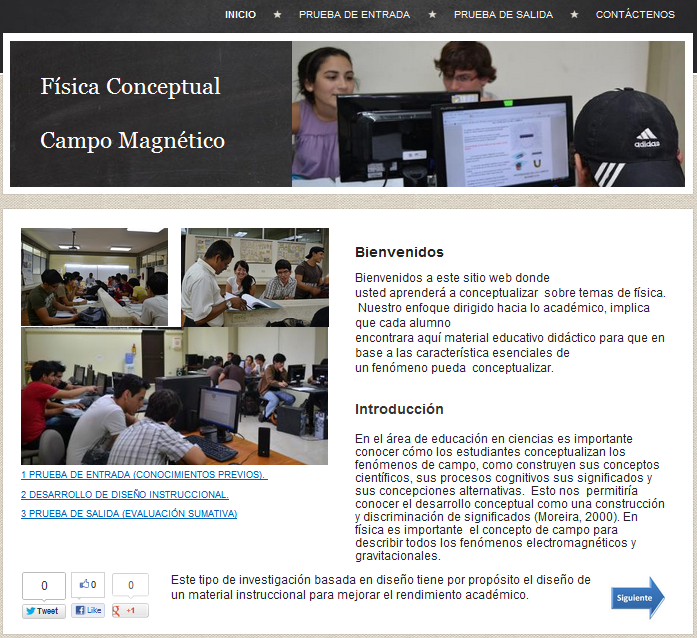 INICIO ★ PRUEBA DE ENTRADA ★ PRUEBA DE SALIDA ★ CONTÁCTENOS
Física Conceptual
Campo Magnético
adidas
Bienvenidos
Bienvenidos a este sitio web donde
usted aprenderá a conceptualizar sobre temas de física.
Nuestro enfoque dirigido hacia lo académico, implica
que cada alumno
encontrara aquí material educativo didáctico para que en
base a las característica esenciales de
un fenómeno pueda conceptualizar.
Introducción
En el área de educación en ciencias es importante
conocer cómo los estudiantes conceptualizan los
fenómenos de campo, como construyen sus conceptos
científicos, sus procesos cognitivos sus significados y
sus concepciones alternativas. Esto nos permitiría
conocer el desarrollo conceptual como una construcción
y discriminación de significados (Moreira, 2000). En
física es importante el concepto de campo para
describir todos los fenómenos electromagnéticos y
gravitacionales.
1 PRUEBA DE ENTRADA (CONOCIMIENTOS PREVIOS).
2 DESARROLLO DE DISEÑO INSTRUCCIONAL.
3 PRUEBA DE SALIDA (EVALUACIÓN SUMATIVA)
0 0 0
Tweet Like +1
Este tipo de investigación basada en diseño tiene por propósito el diseño de
un material instruccional para mejorar el rendimiento académico.
Siguiente